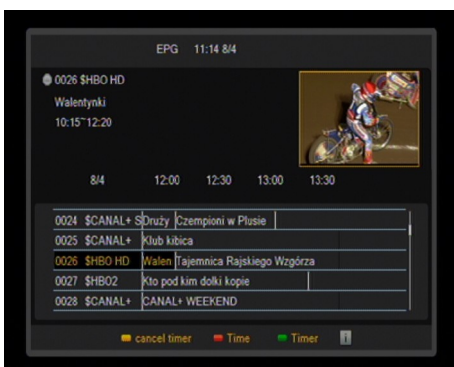 EPG 11:14 8/4
0026 $HBO HD
Walentynki
10:15~12:20
8/4 12:00 12:30 13:00 13:30
0024 $CANAL+ S Druży Czempioni w Plusie
0025 $CANAL+ Klub kibica
0026 $HBO HD Walen Tajemnica Rajskiego Wzgórza
0027 $HBO2 Kto pod kim dołki kopie
0028 $CANAL+ CANAL+ WEEKEND
cancel timer Time Timer i